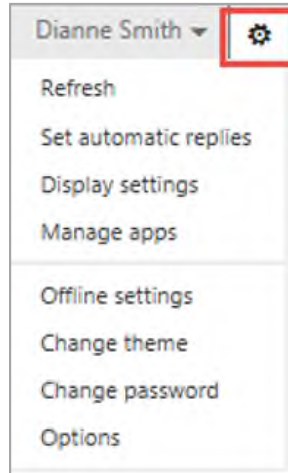 Dianne Smith
Refresh
Set automatic replies
Display settings
Manage apps
Offline settings
Change theme
Change password
Options